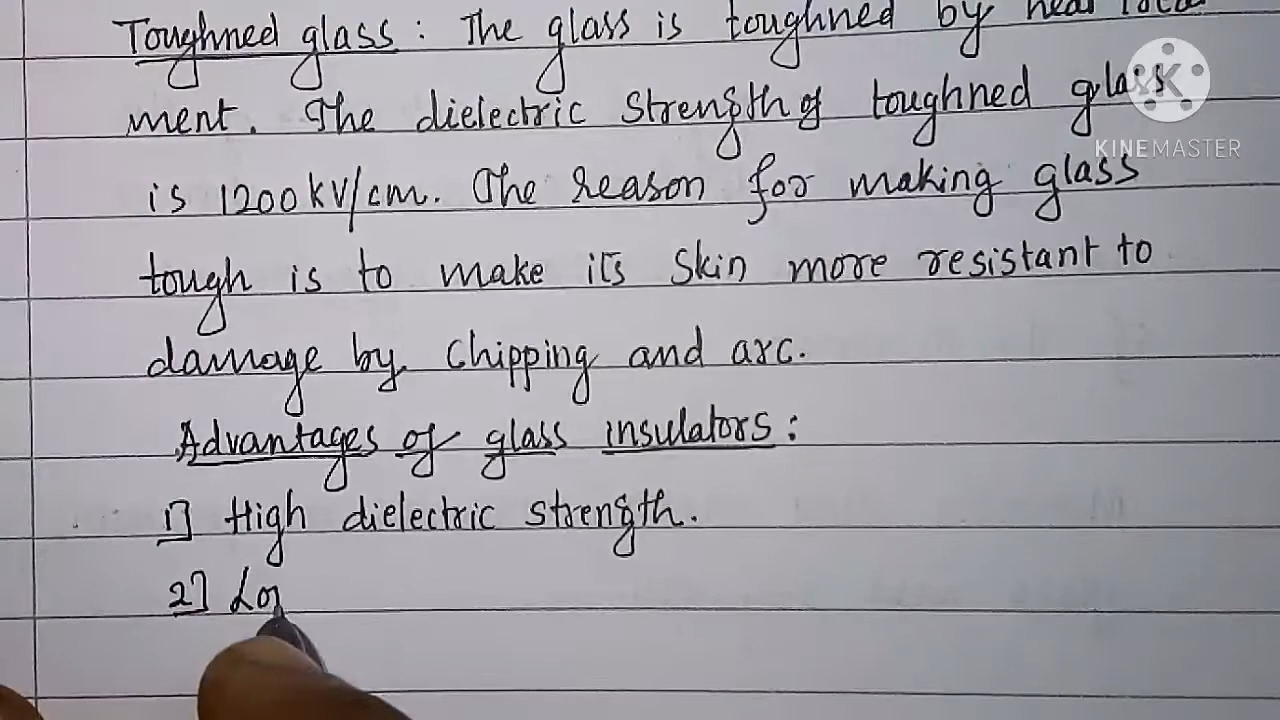 Toughned glass : The glass is toughned by
ment. The dielectric strength of toughned glass
is 1200kV/cm. The reason for making glass
tough is to make its skin more resistant to
damage by chipping and arc.
Advantages of glass insulators :
1] High dielectric strength.
2]
KINEMASTER